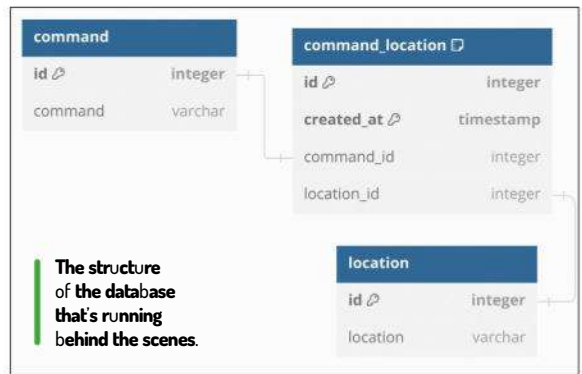 command
id integer
command varchar
command_location
id integer
created_at timestamp
command_id integer
location_id integer
location
id integer
location varchar
The structure
of the database
that's running
behind the scenes.